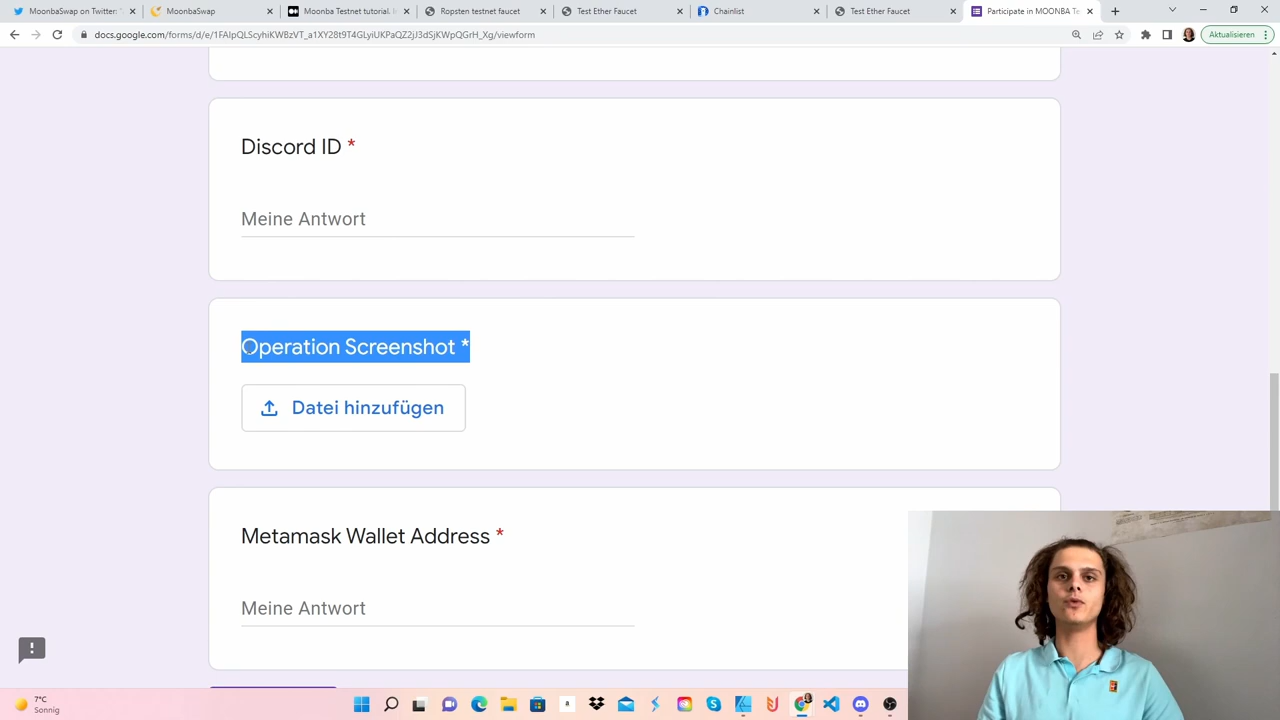 MoonbaSwap on Twitter: "
MoonbaSwap
Moonba Testnet tutorial. I
Ropsten testnet faucet
Test Ether Faucet
Chainlist
Test Ether Faucet
Participate in MOONBA Te
docs.google.com/forms/d/e/1FAIpQLScyhiKWBzVT_a1XY28t9T4GLyiUKPaQZ2jJ3dSjKWpQGrH_Xg/viewform
Aktualisieren
Discord ID *
Meine Antwort
Operation Screenshot *
Datei hinzufügen
Metamask Wallet Address *
Meine Antwort
7°C
Sonnig